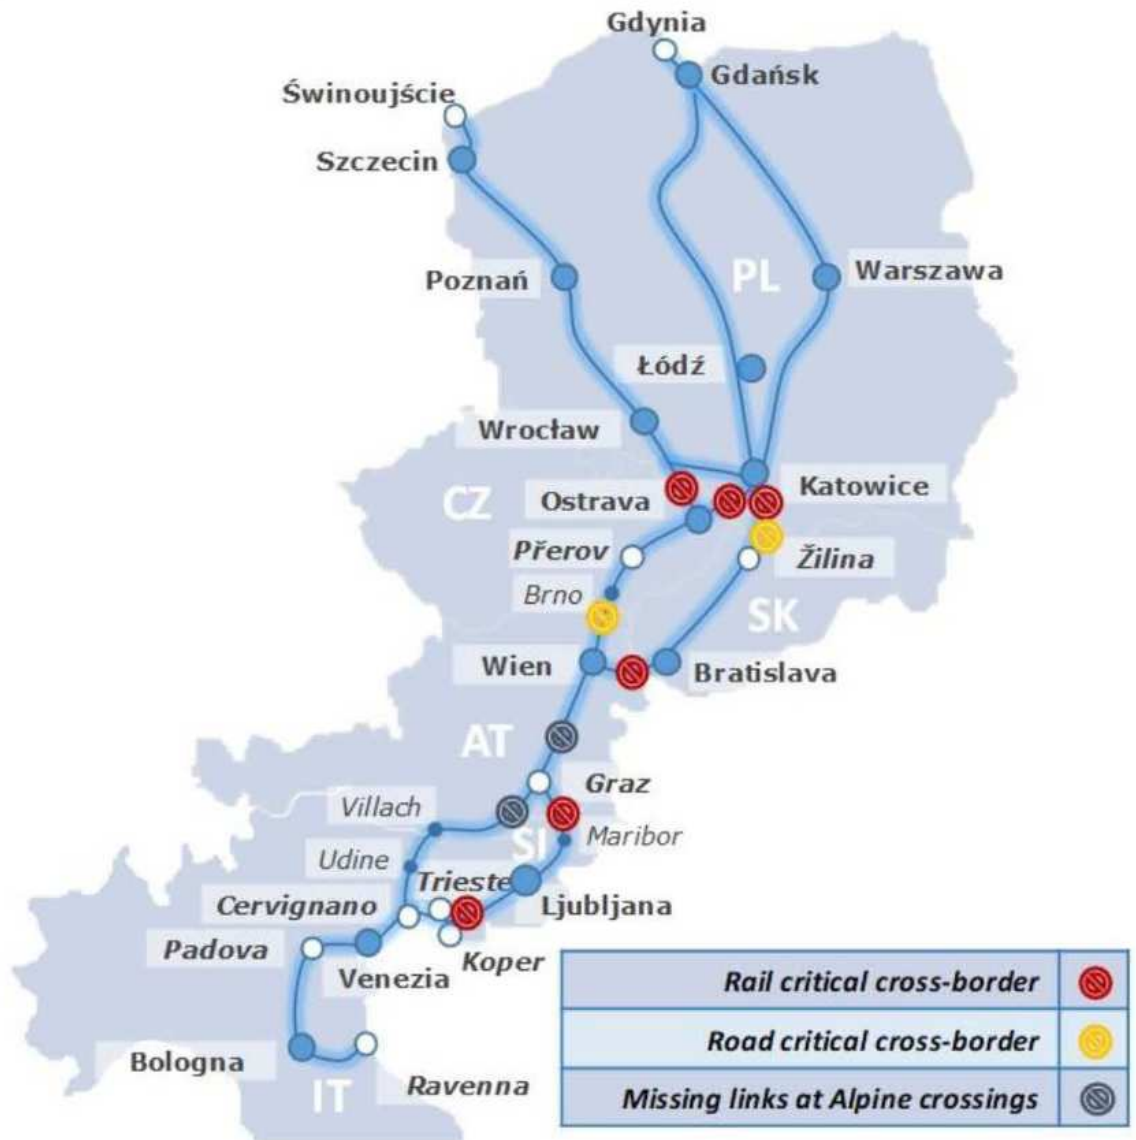 Gdynia
Gdańsk
Świnoujście
Szczecin
Poznań
PL
Warszawa
Łódź
Wrocław
Katowice
CZ
Ostrava
Přerov
Žilina
Brno
SK
Wien
Bratislava
AT
Graz
Villach
Maribor
SI
Udine
Trieste
Cervignano
Ljubljana
Padova
Koper
Venezia
Bologna
Ravenna
IT
Rail critical cross-border
Road critical cross-border
Missing links at Alpine crossings